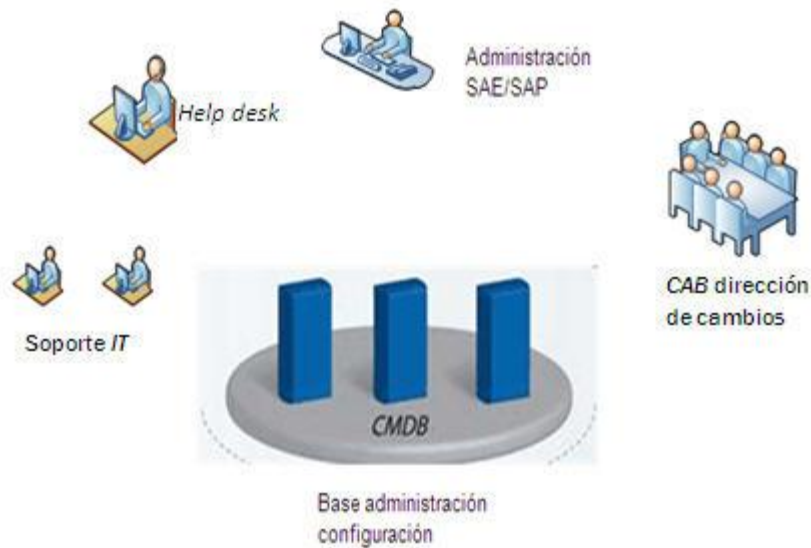 Administración
SAE/SAP
Help desk
CAB dirección
de cambios
Soporte IT
CMDB
Base administración
configuración